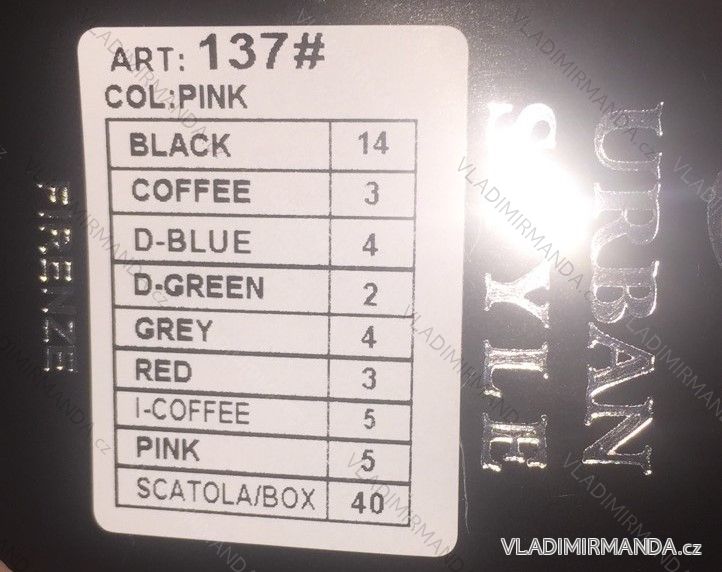 ART: 137#
COL:PINK
BLACK 14
COFFEE 3
D-BLUE 4
D-GREEN 2
GREY 4
RED 3
I-COFFEE 5
PINK 5
SCATOLA/BOX 40
URBAN
STYLE
FIRENZE
VLADIMIRMANDA.cz